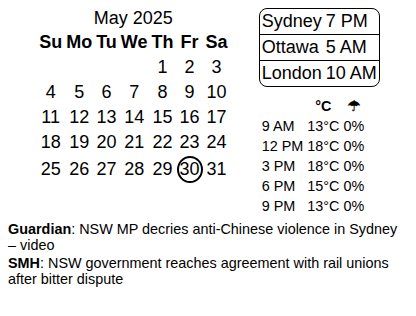 May 2025
Su Mo Tu We Th Fr Sa
1 2 3
4 5 6 7 8 9 10
11 12 13 14 15 16 17
18 19 20 21 22 23 24
25 26 27 28 29 30 31
Sydney 7 PM
Ottawa 5 AM
London 10 AM
°C ☂
9 AM 13°C 0%
12 PM 18°C 0%
3 PM 18°C 0%
6 PM 15°C 0%
9 PM 13°C 0%
Guardian: NSW MP decries anti-Chinese violence in Sydney
– video
SMH: NSW government reaches agreement with rail unions
after bitter dispute